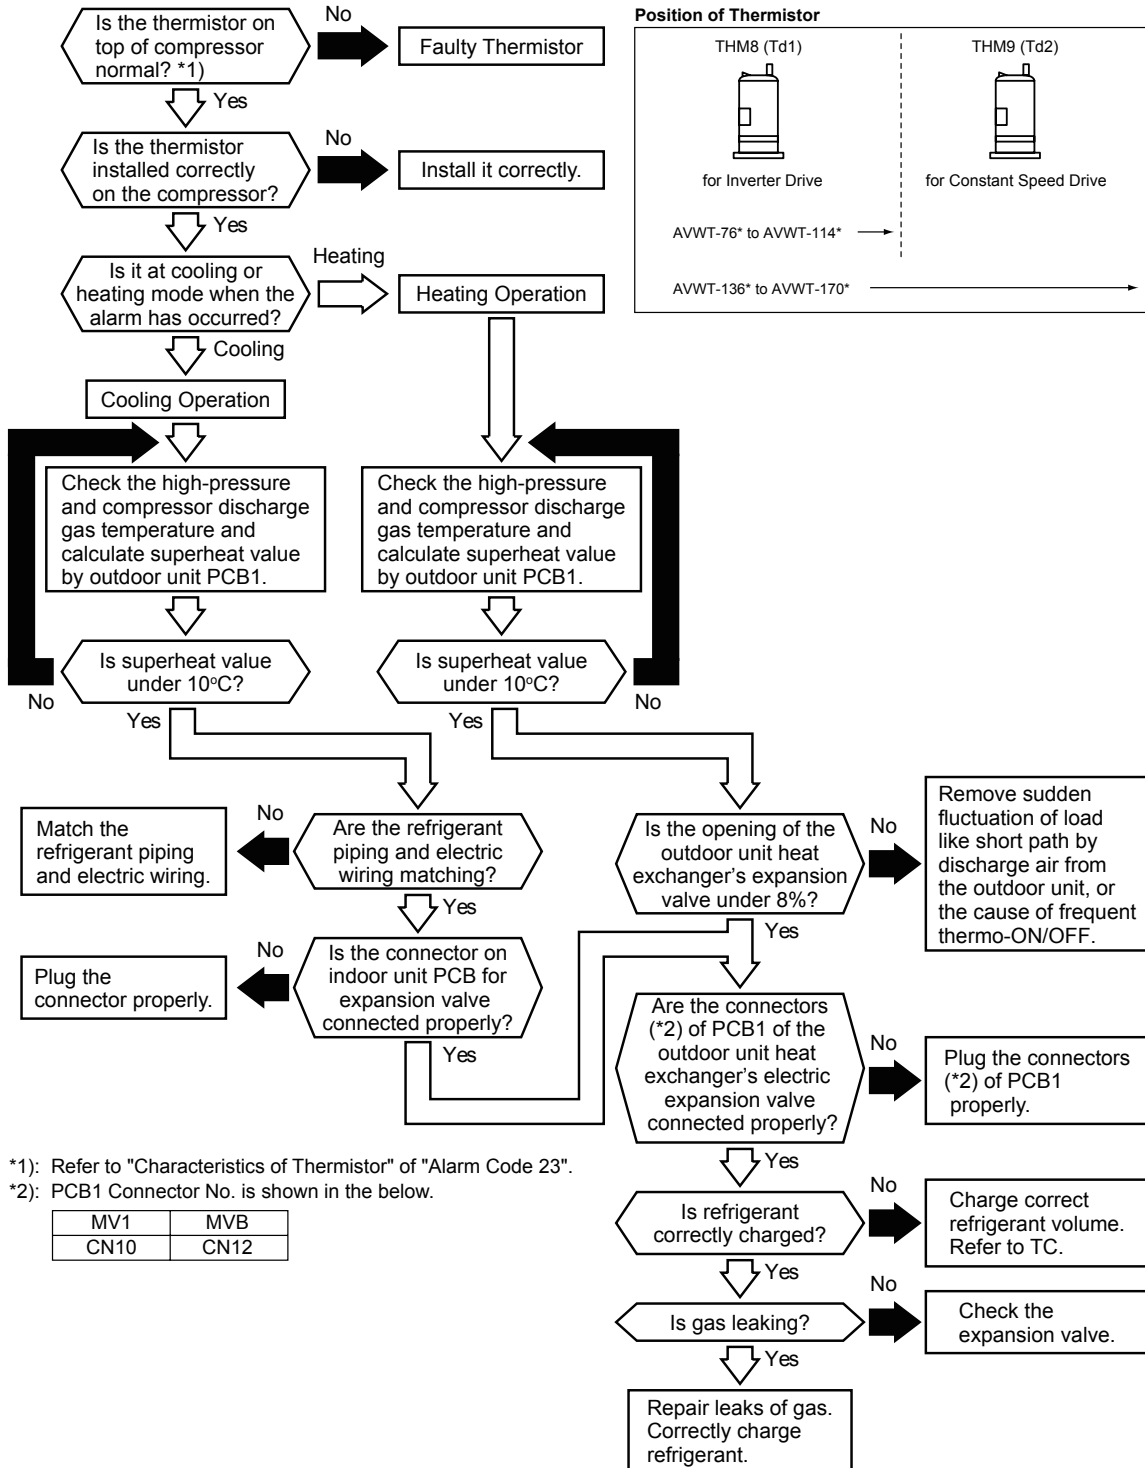 Is the thermistor on
top of compressor
normal? *1)
No
Faulty Thermistor
Yes
Is the thermistor
installed correctly
on the compressor?
No
Install it correctly.
Yes
Is it at cooling or
heating mode when the
alarm has occurred?
Heating
Heating Operation
Cooling
Cooling Operation
Position of Thermistor
THM8 (Td1)
THM9 (Td2)
for Inverter Drive
for Constant Speed Drive
AVWT-76* to AVWT-114*
AVWT-136* to AVWT-170*
Check the high-pressure
and compressor discharge
gas temperature and
calculate superheat value
by outdoor unit PCB1.
Check the high-pressure
and compressor discharge
gas temperature and
calculate superheat value
by outdoor unit PCB1.
Is superheat value
under 10°C?
No
Yes
Is superheat value
under 10°C?
No
Yes
Match the
refrigerant piping
and electric wiring.
No
Are the refrigerant
piping and electric
wiring matching?
Yes
Is the opening of the
outdoor unit heat
exchanger's expansion
valve under 8%?
No
Yes
Remove sudden
fluctuation of load
like short path by
discharge air from
the outdoor unit, or
the cause of frequent
thermo-ON/OFF.
Plug the
connector properly.
No
Is the connector on
indoor unit PCB for
expansion valve
connected properly?
Yes
Are the connectors
(*2) of PCB1 of the
outdoor unit heat
exchanger's electric
expansion valve
connected properly?
No
Plug the connectors
(*2) of PCB1
properly.
Yes
*1): Refer to "Characteristics of Thermistor" of "Alarm Code 23".
*2): PCB1 Connector No. is shown in the below.
MV1 MVB
CN10 CN12
Is refrigerant
correctly charged?
No
Charge correct
refrigerant volume.
Refer to TC.
Yes
Is gas leaking?
No
Check the
expansion valve.
Yes
Repair leaks of gas.
Correctly charge
refrigerant.